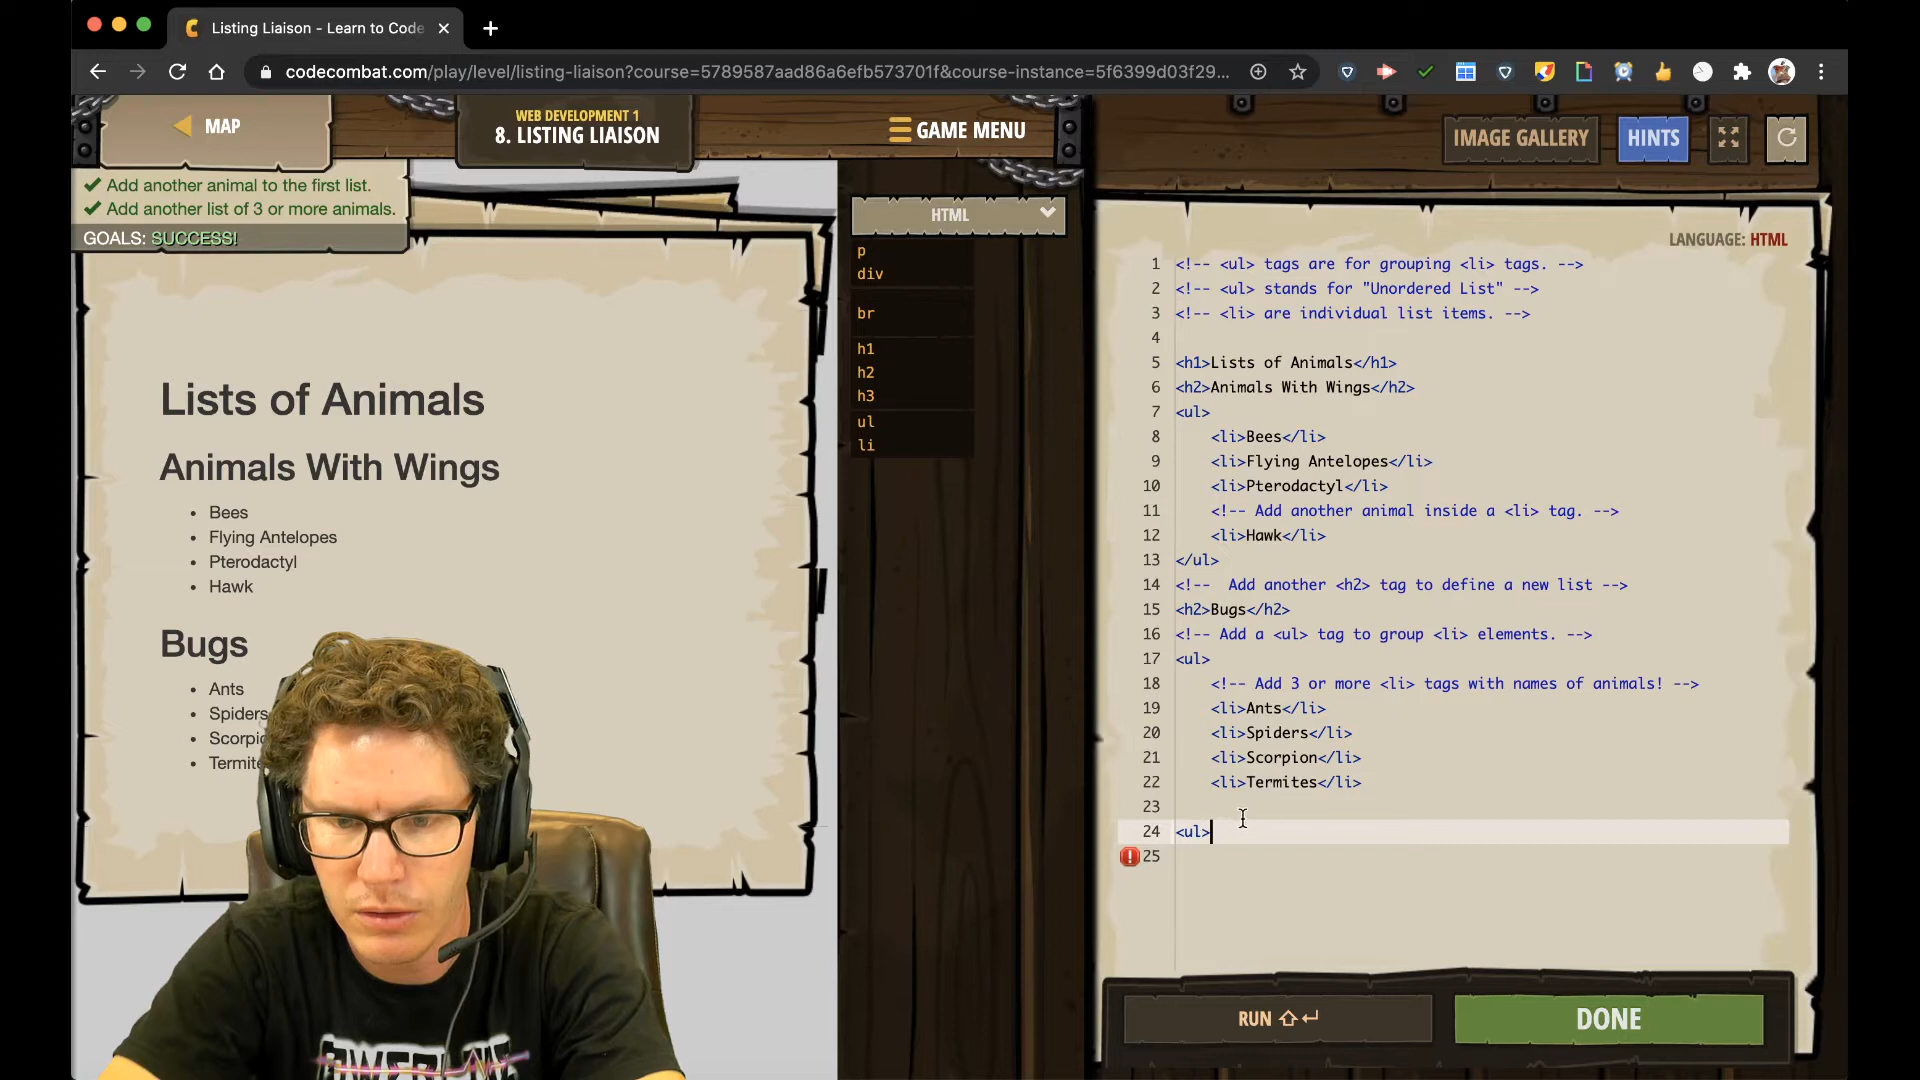 Listing Liaison - Learn to Code
codecombat.com/play/level/listing-liaison?course=5789587aad86a6efb573701f&course-instance=5f6399d03f29...
MAP
WEB DEVELOPMENT 1
8. LISTING LIAISON
GAME MENU
IMAGE GALLERY
HINTS
Add another animal to the first list.
Add another list of 3 or more animals.
GOALS: SUCCESS!
Lists of Animals
Animals With Wings
Bees
Flying Antelopes
Pterodactyl
Hawk
Bugs
Ants
Spiders
Scorpio
Termite
HTML
p
div
br
h1
h2
h3
ul
li
LANGUAGE: HTML
1 <!-- <ul> tags are for grouping <li> tags. -->
2 <!-- <ul> stands for "Unordered List" -->
3 <!-- <li> are individual list items. -->
4
5 <h1>Lists of Animals</h1>
6 <h2>Animals With Wings</h2>
7 <ul>
8 <li>Bees</li>
9 <li>Flying Antelopes</li>
10 <li>Pterodactyl</li>
11 <!-- Add another animal inside a <li> tag. -->
12 <li>Hawk</li>
13 </ul>
14 <!--  Add another <h2> tag to define a new list -->
15 <h2>Bugs</h2>
16 <!-- Add a <ul> tag to group <li> elements. -->
17 <ul>
18 <!-- Add 3 or more <li> tags with names of animals! -->
19 <li>Ants</li>
20 <li>Spiders</li>
21 <li>Scorpion</li>
22 <li>Termites</li>
23
24 <ul>
25
RUN
DONE